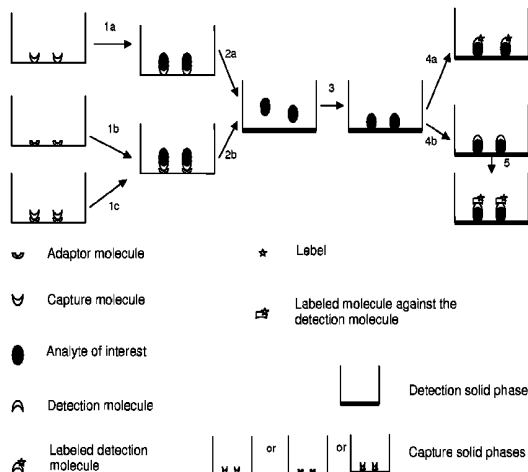 1a
2a
1b
2b
1c
3
4a
4b
5
Adaptor molecule
Label
Capture molecule
Labeled molecule against the
detection molecule
Analyte of interest
Detection solid phase
Detection molecule
Labeled detection
molecule
or
or
Capture solid phases